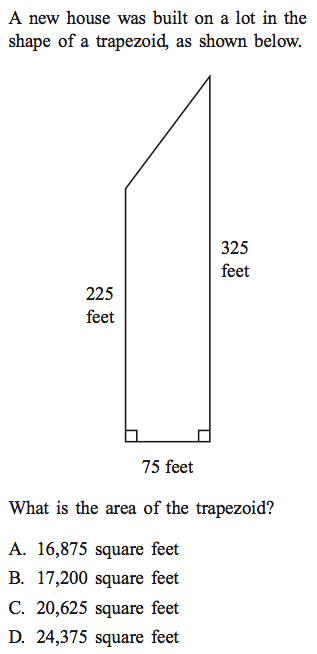 A new house was built on a lot in the
shape of a trapezoid, as shown below.
325
feet
225
feet
75 feet
What is the area of the trapezoid?
A. 16,875 square feet
B. 17,200 square feet
C. 20,625 square feet
D. 24,375 square feet